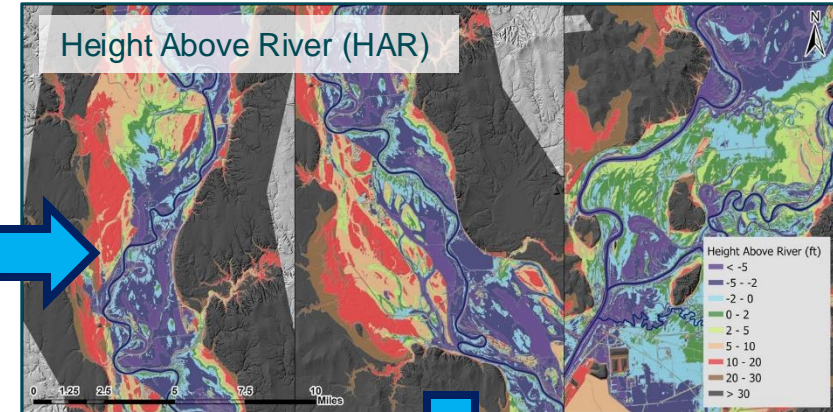 Height Above River (HAR)
N
Height Above River (ft)
< -5
-5 - -2
-2 - 0
0 - 2
2 - 5
5 - 10
10 - 20
20 - 30
> 30
0 1.25 2.5 5 7.5 10
Miles